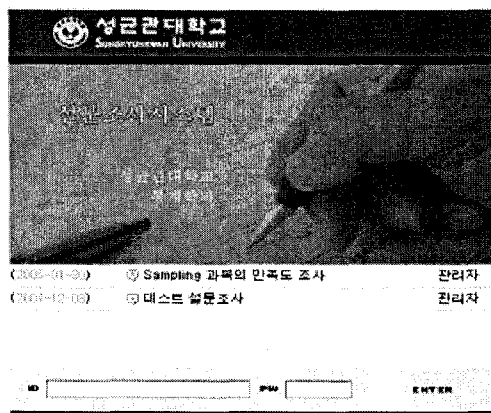 성균관대학교
SUNGKYUNKWAN UNIVERSITY
설문조사시스템
성균관대학교
통계학과
Sampling 과목의 만족도 조사 관리자
테스트 설문조사 관리자
ID PW ENTER